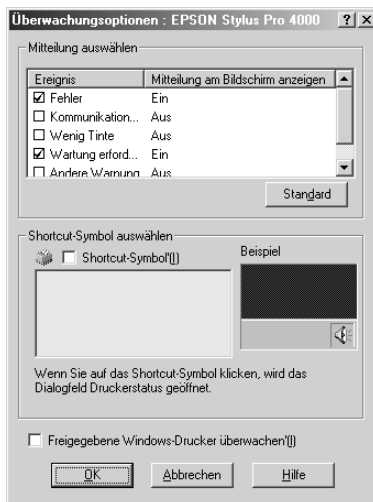 Überwachungsoptionen : EPSON Stylus Pro 4000
Mitteilung auswählen
Ereignis Mitteilung am Bildschirm anzeigen
Fehler Ein
Kommunikation... Aus
Wenig Tinte Aus
Wartung erford... Ein
Andere Warnung Aus
Standard
Shortcut-Symbol auswählen
Shortcut-Symbol'(I)
Beispiel
Wenn Sie auf das Shortcut-Symbol klicken, wird das
Dialogfeld Druckerstatus geöffnet.
Freigegebene Windows-Drucker überwachen'(I)
OK Abbrechen Hilfe